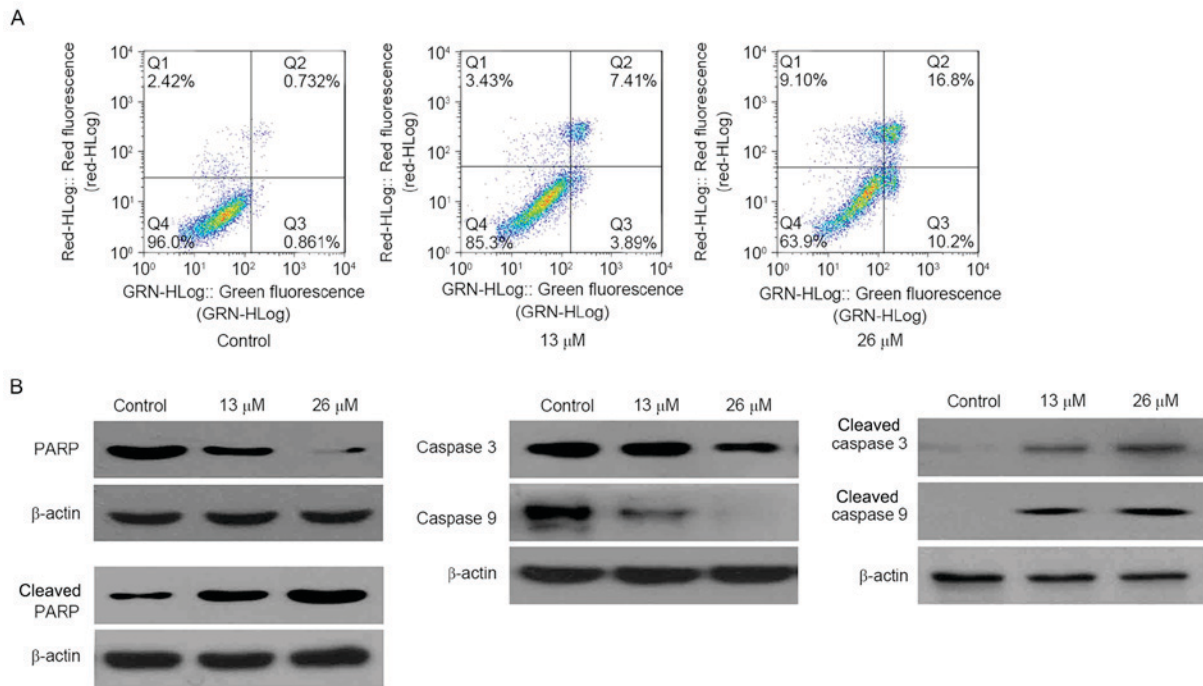 A
Red-HLog:: Red fluorescence
(red-HLog)
10⁴
10³
10²
10¹
10⁰
Q1
2.42%
Q2
0.732%
Q4
96.0%
Q3
0.861%
10⁰ 10¹ 10² 10³ 10⁴
GRN-HLog:: Green fluorescence
(GRN-HLog)
Control
Red-HLog:: Red fluorescence
(red-HLog)
10⁴
10³
10²
10¹
10⁰
Q1
3.43%
Q2
7.41%
Q4
85.3%
Q3
3.89%
10⁰ 10¹ 10² 10³ 10⁴
GRN-HLog:: Green fluorescence
(GRN-HLog)
13 µM
Red-HLog:: Red fluorescence
(red-HLog)
10⁴
10³
10²
10¹
10⁰
Q1
9.10%
Q2
16.8%
Q4
63.9%
Q3
10.2%
10⁰ 10¹ 10² 10³ 10⁴
GRN-HLog:: Green fluorescence
(GRN-HLog)
26 µM
B
Control 13 µM 26 µM
PARP
β-actin
Cleaved
PARP
β-actin
Control 13 µM 26 µM
Caspase 3
Caspase 9
β-actin
Control 13 µM 26 µM
Cleaved
caspase 3
Cleaved
caspase 9
β-actin